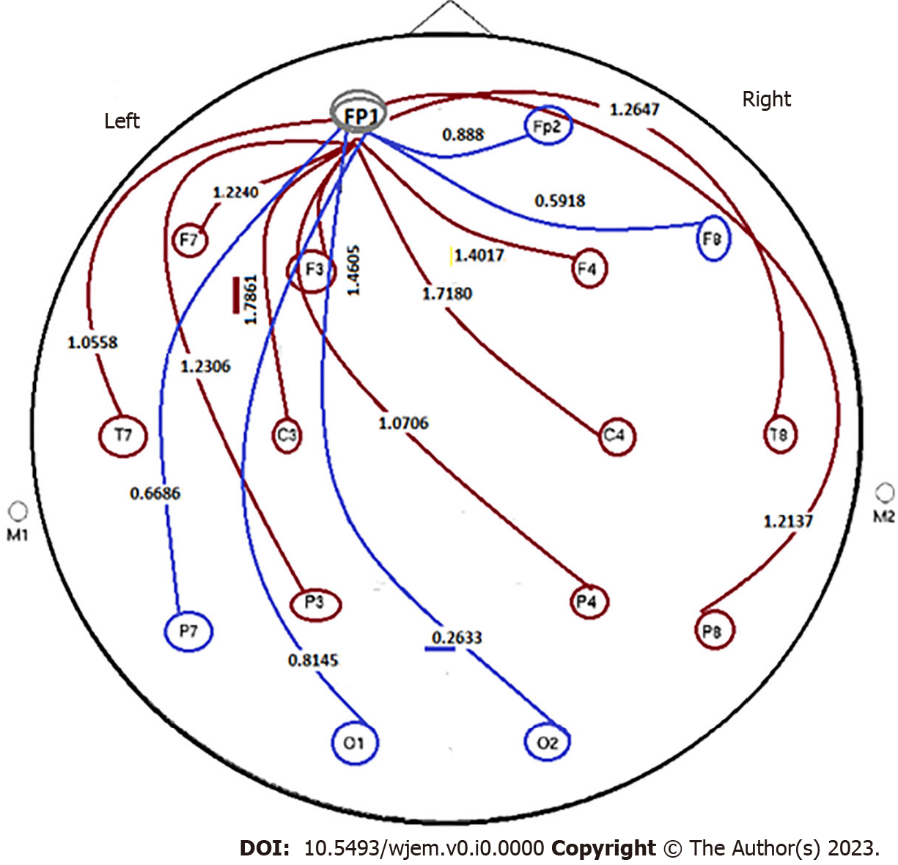 Left
Right
FP1
1.2647
Fp2
0.888
1.2240
0.5918
F7
F3
1.4605
1.4017
F4
F8
1.7861
1.7180
1.0558
1.2306
1.0706
T7
C3
C4
T8
0.6686
M1
1.2137
M2
P7
P3
P4
P8
0.8145
0.2633
O1
O2
DOI: 10.5493/wjem.v0.i0.0000 Copyright © The Author(s) 2023.